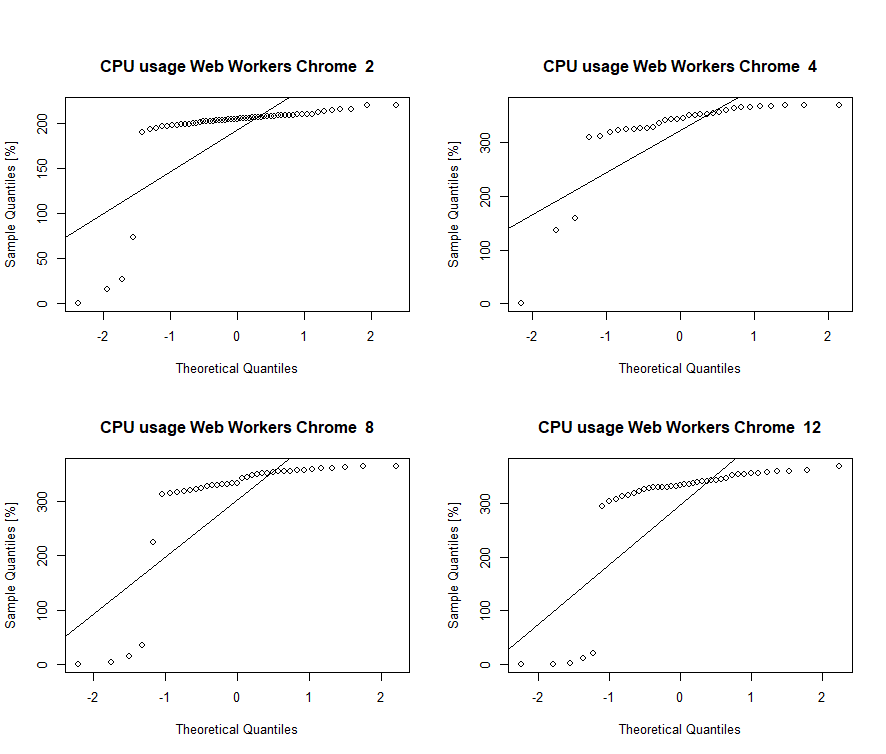 CPU usage Web Workers Chrome  2
CPU usage Web Workers Chrome  4
Sample Quantiles [%]
200
150
100
50
0
-2 -1 0 1 2
Theoretical Quantiles
Sample Quantiles [%]
300
200
100
0
-2 -1 0 1 2
Theoretical Quantiles
CPU usage Web Workers Chrome  8
CPU usage Web Workers Chrome  12
Sample Quantiles [%]
300
200
100
0
-2 -1 0 1 2
Theoretical Quantiles
Sample Quantiles [%]
300
200
100
0
-2 -1 0 1 2
Theoretical Quantiles